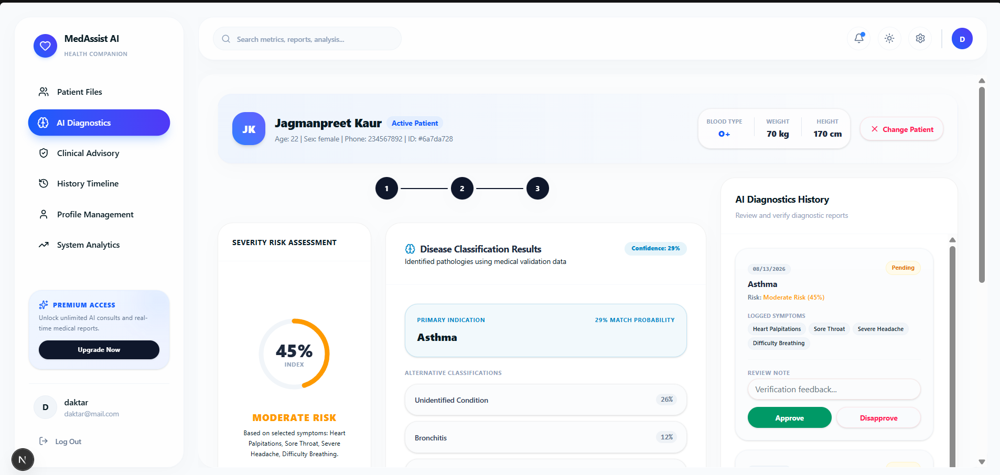 MedAssist AI
HEALTH COMPANION
Patient Files
AI Diagnostics
Clinical Advisory
History Timeline
Profile Management
System Analytics
PREMIUM ACCESS
Unlock unlimited AI consults and real-
time medical reports.
Upgrade Now
D
daktar
daktar@mail.com
Log Out
N
Search metrics, reports, analysis...
D
JK
Jagmanpreet Kaur
Active Patient
Age: 22 | Sex: female | Phone: 234567892 | ID: #6a7da728
BLOOD TYPE
O+
WEIGHT
70 kg
HEIGHT
170 cm
Change Patient
1
2
3
SEVERITY RISK ASSESSMENT
45%
INDEX
MODERATE RISK
Based on selected symptoms: Heart
Palpitations, Sore Throat, Severe
Headache, Difficulty Breathing.
Disease Classification Results
Confidence: 29%
Identified pathologies using medical validation data
PRIMARY INDICATION
29% MATCH PROBABILITY
Asthma
ALTERNATIVE CLASSIFICATIONS
Unidentified Condition
26%
Bronchitis
12%
AI Diagnostics History
Review and verify diagnostic reports
08/13/2026
Pending
Asthma
Risk: Moderate Risk (45%)
LOGGED SYMPTOMS
Heart Palpitations
Sore Throat
Severe Headache
Difficulty Breathing
REVIEW NOTE
Verification feedback...
Approve
Disapprove